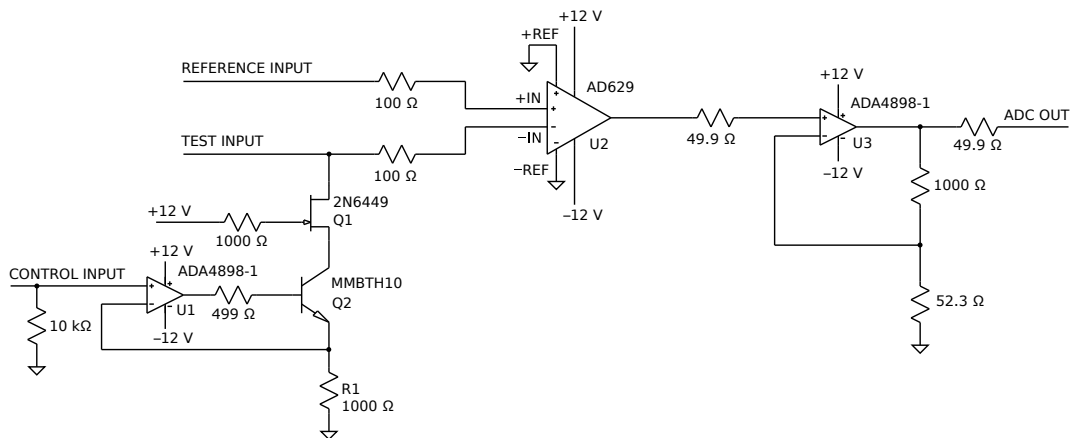 +12 V
+REF
REFERENCE INPUT
AD629
+12 V
100 Ω
+IN
ADA4898-1
ADC OUT
TEST INPUT
–IN
U2
49.9 Ω
U3
49.9 Ω
100 Ω
–REF
–12 V
1000 Ω
2N6449
+12 V
Q1
–12 V
1000 Ω
+12 V
CONTROL INPUT
ADA4898-1
MMBTH10
U1
499 Ω
Q2
52.3 Ω
10 kΩ
–12 V
R1
1000 Ω